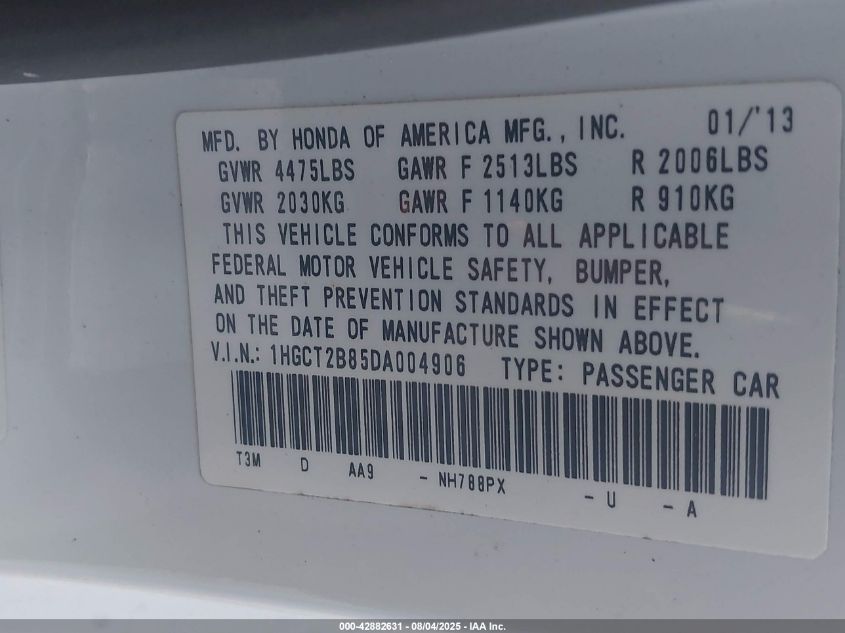 MFD. BY HONDA OF AMERICA MFG., INC. 01/'13
GVWR 4475LBS GAWR F 2513LBS R 2006LBS
GVWR 2030KG GAWR F 1140KG R 910KG
THIS VEHICLE CONFORMS TO ALL APPLICABLE
FEDERAL MOTOR VEHICLE SAFETY, BUMPER,
AND THEFT PREVENTION STANDARDS IN EFFECT
ON THE DATE OF MANUFACTURE SHOWN ABOVE.
V.I.N.: 1HGCT2B85DA004906 TYPE: PASSENGER CAR
T3M D AA9 - NH788PX - U - A
000-42882631 - 08/04/2025 - IAA Inc.